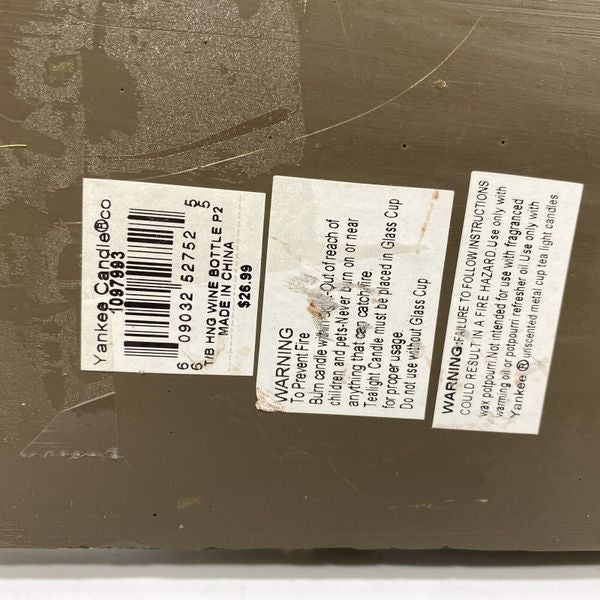 Yankee Candle®co
1097993
5
6 09032 52752 5
6
T/B HNG WINE BOTTLE P2
MADE IN CHINA
$26.99
WARNING
To Prevent Fire
Burn candle within -Out of reach of
children and pets-Never burn on or near
anything that can catch fire.
Tealight Candle must be placed in Glass Cup
for proper usage.
Do not use without Glass Cup
WARNING:FAILURE TO FOLLOW INSTRUCTIONS
COULD RESULT IN A FIRE HAZARD.Use only with
wax potpourri.Not intended for use with fragranced
warming oil or potpourri refresher oil.Use only with
Yankee ® unscented metal cup tea light candles